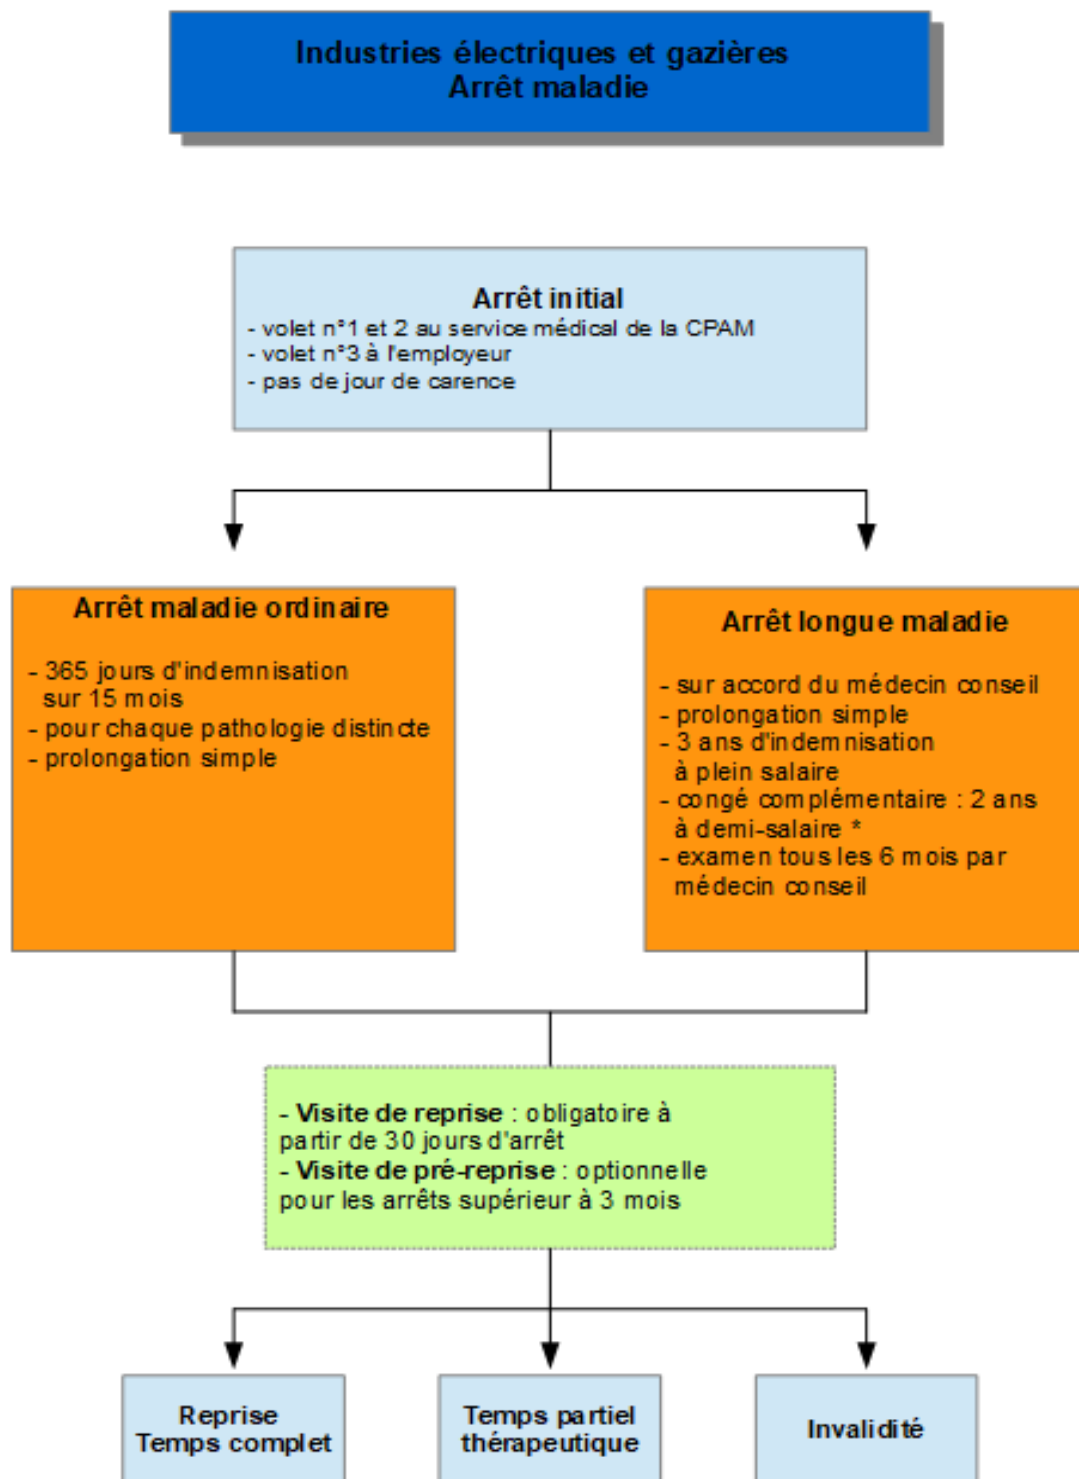 Industries électriques et gazières
Arrêt maladie
Arrêt initial
- volet n°1 et 2 au service médical de la CPAM
- volet n°3 à l'employeur
- pas de jour de carence
Arrêt maladie ordinaire
- 365 jours d'indemnisation
sur 15 mois
- pour chaque pathologie distincte
- prolongation simple
Arrêt longue maladie
- sur accord du médecin conseil
- prolongation simple
- 3 ans d'indemnisation
à plein salaire
- congé complémentaire : 2 ans
à demi-salaire *
- examen tous les 6 mois par
médecin conseil
- Visite de reprise : obligatoire à
partir de 30 jours d'arrêt
- Visite de pré-reprise : optionnelle
pour les arrêts supérieur à 3 mois
Reprise
Temps complet
Temps partiel
thérapeutique
Invalidité